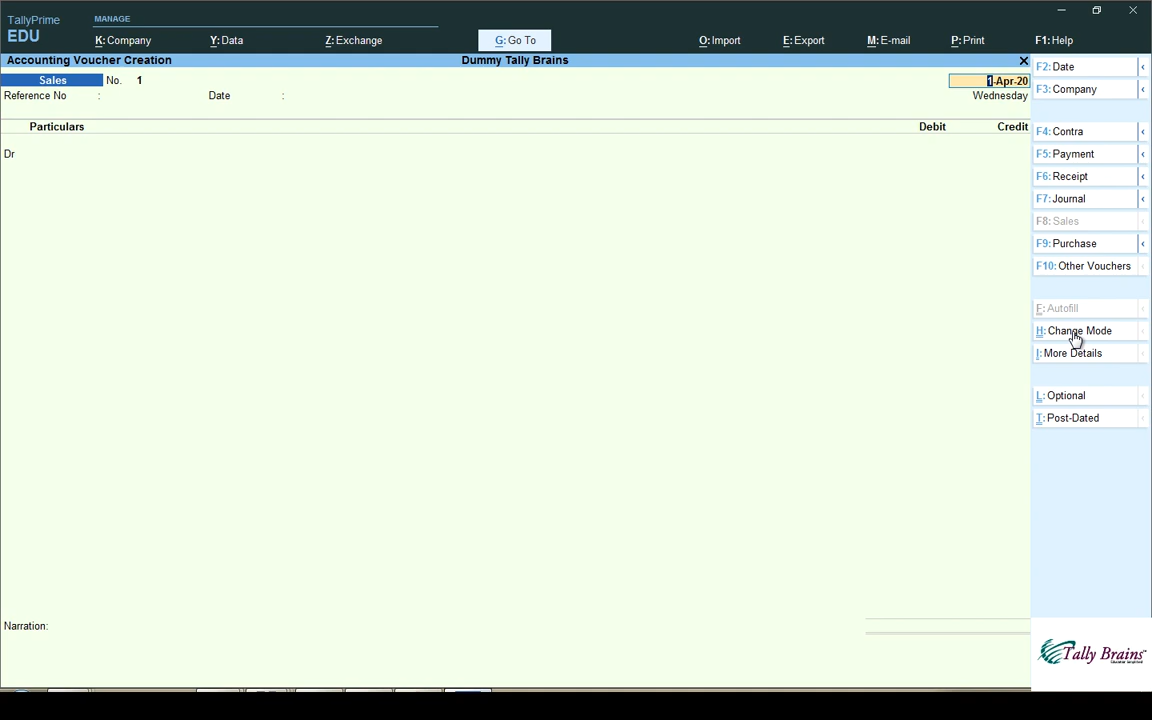 TallyPrime
EDU
MANAGE
K:Company
Y:Data
Z:Exchange
G:Go To
O:Import
E:Export
M:E-mail
P:Print
F1:Help
Accounting Voucher Creation
Dummy Tally Brains
Sales
No. 1
1-Apr-20
Reference No :
Date :
Wednesday
Particulars
Debit
Credit
Dr
Narration:
F2:Date
F3:Company
F4:Contra
F5:Payment
F6:Receipt
F7:Journal
F8:Sales
F9:Purchase
F10:Other Vouchers
F:Autofill
H:Change Mode
I:More Details
L:Optional
T:Post-Dated
Tally Brains